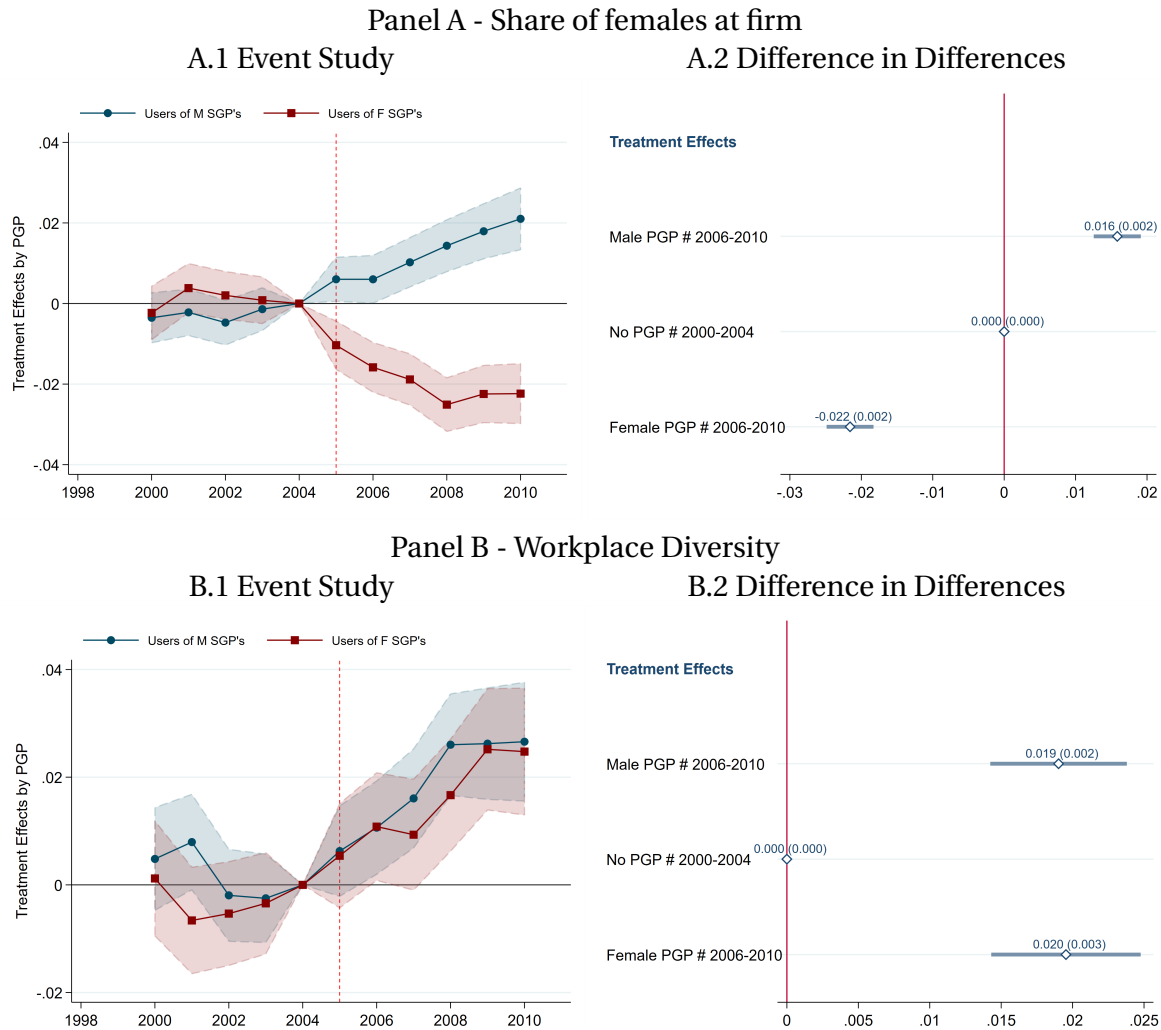 Panel A - Share of females at firm
A.1 Event Study
A.2 Difference in Differences
Users of M SGP's
Users of F SGP's
Treatment Effects by PGP
.04
.02
0
-.02
-.04
1998 2000 2002 2004 2006 2008 2010
Treatment Effects
Male PGP # 2006-2010
0.016 (0.002)
No PGP # 2000-2004
0.000 (0.000)
Female PGP # 2006-2010
-0.022 (0.002)
-.03 -.02 -.01 0 .01 .02
Panel B - Workplace Diversity
B.1 Event Study
B.2 Difference in Differences
Users of M SGP's
Users of F SGP's
Treatment Effects by PGP
.04
.02
0
-.02
1998 2000 2002 2004 2006 2008 2010
Treatment Effects
Male PGP # 2006-2010
0.019 (0.002)
No PGP # 2000-2004
0.000 (0.000)
Female PGP # 2006-2010
0.020 (0.003)
0 .005 .01 .015 .02 .025